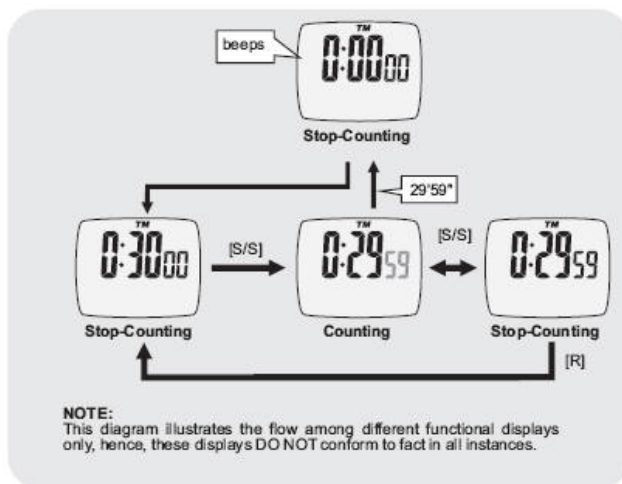 beeps
TM
0:00 00
Stop-Counting
29'59"
TM
0:30 00
Stop-Counting
[S/S]
TM
0:29 59
Counting
[S/S]
TM
0:29 59
Stop-Counting
[R]
NOTE:
This diagram illustrates the flow among different functional displays
only, hence, these displays DO NOT conform to fact in all instances.